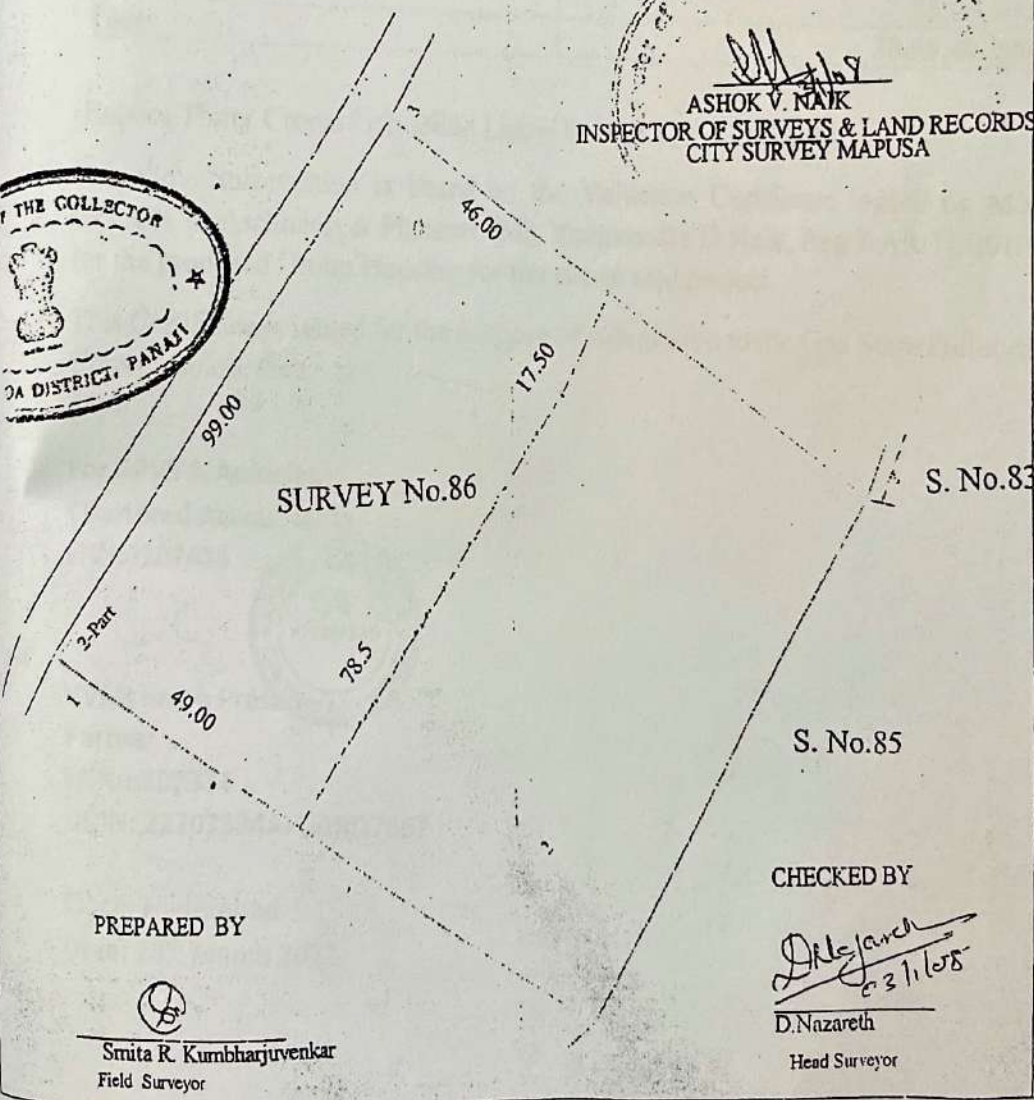 ASHOK V. NAIK
INSPECTOR OF SURVEYS & LAND RECORDS
CITY SURVEY MAPUSA
THE COLLECTOR
DISTRICT, PANAJI
3
46.00
17.50
99.00
SURVEY No.86
S. No.83
2-Part
78.5
1
49.00
S. No.85
2
CHECKED BY
PREPARED BY
D.Nazareth
Head Surveyor
Smita R. Kumbharjuvenkar
Field Surveyor